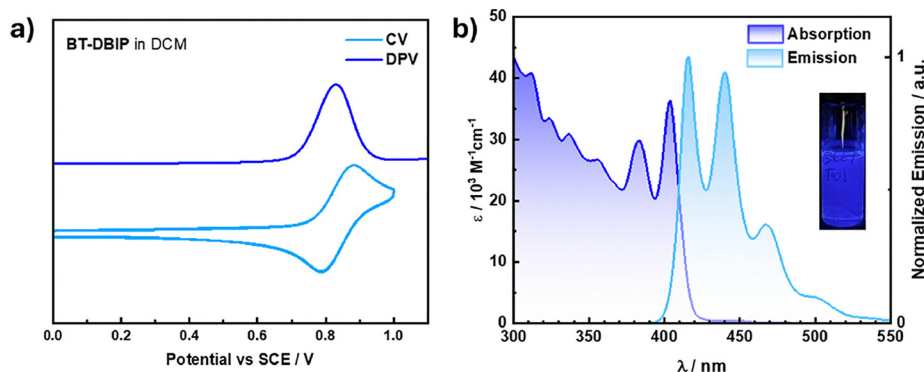 a)
BT-DBIP in DCM
CV
DPV
0.0 0.2 0.4 0.6 0.8 1.0
Potential vs SCE / V
b)
Absorption
Emission
50
40
30
20
10
0
ε / 10³ M⁻¹cm⁻¹
300 350 400 450 500 550
λ / nm
1
0
Normalized Emission / a.u.
Tol